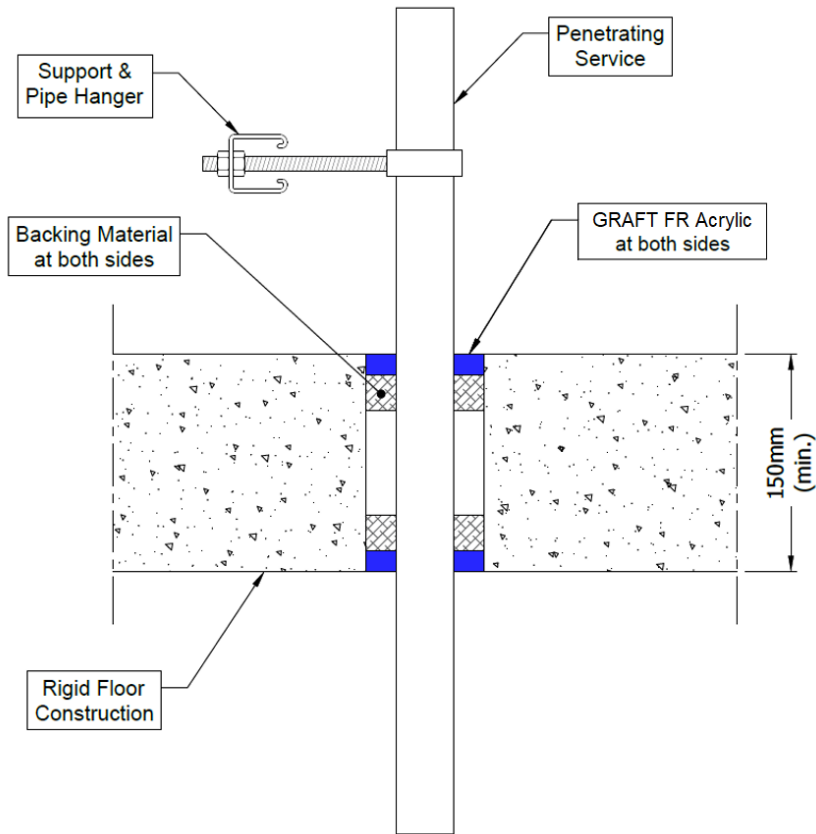 Penetrating
Service
Support &
Pipe Hanger
GRAFT FR Acrylic
at both sides
Backing Material
at both sides
150mm
(min.)
Rigid Floor
Construction